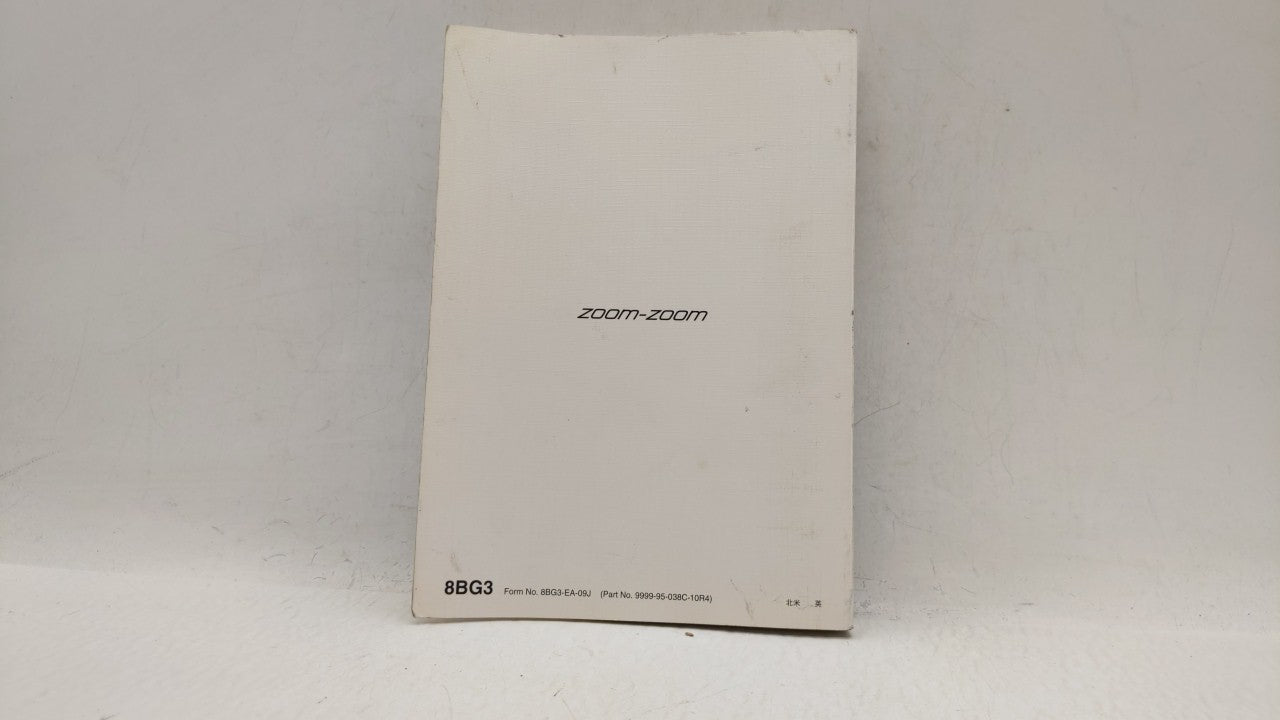 zoom-zoom
8BG3 Form No. 8BG3-EA-09J (Part No. 9999-95-038C-10R4) 北米 英